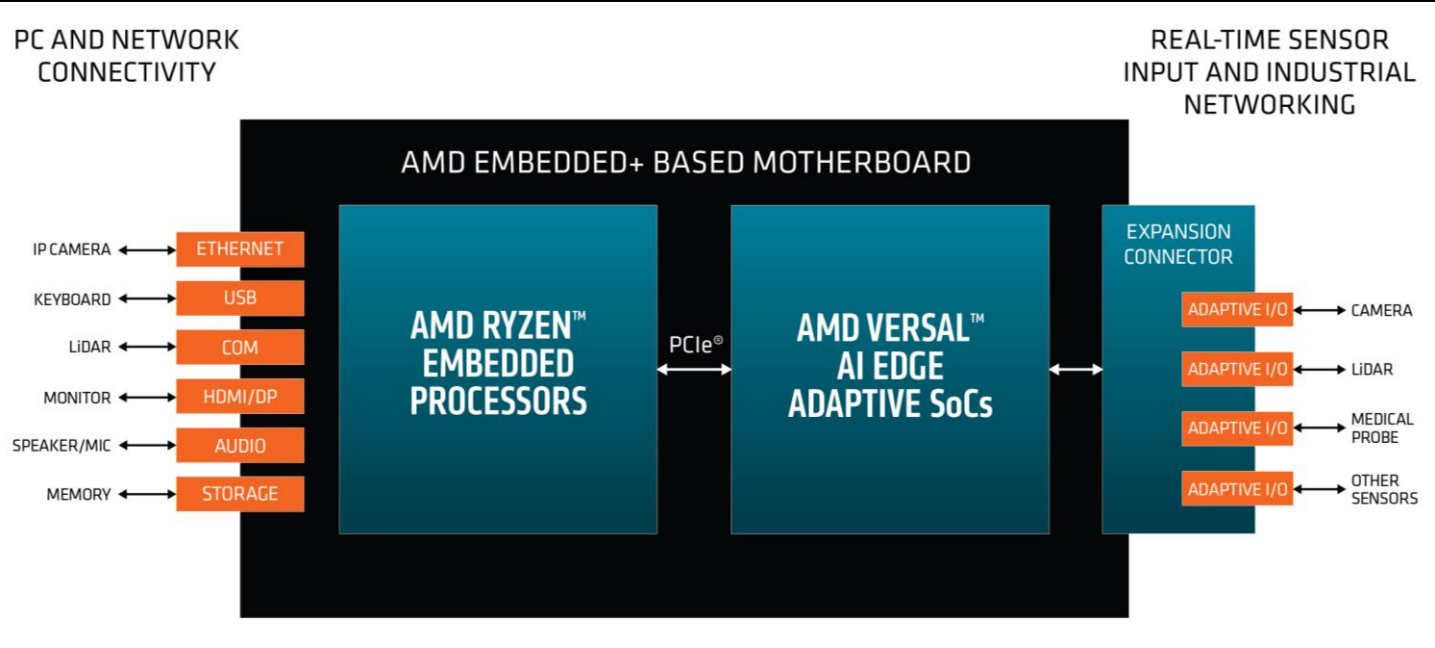 PC AND NETWORK
CONNECTIVITY
REAL-TIME SENSOR
INPUT AND INDUSTRIAL
NETWORKING
AMD EMBEDDED+ BASED MOTHERBOARD
IP CAMERA
ETHERNET
KEYBOARD
USB
LiDAR
COM
MONITOR
HDMI/DP
SPEAKER/MIC
AUDIO
MEMORY
STORAGE
AMD RYZEN™
EMBEDDED
PROCESSORS
PCIe®
AMD VERSAL™
AI EDGE
ADAPTIVE SoCs
EXPANSION
CONNECTOR
ADAPTIVE I/O
CAMERA
ADAPTIVE I/O
LiDAR
ADAPTIVE I/O
MEDICAL
PROBE
ADAPTIVE I/O
OTHER
SENSORS